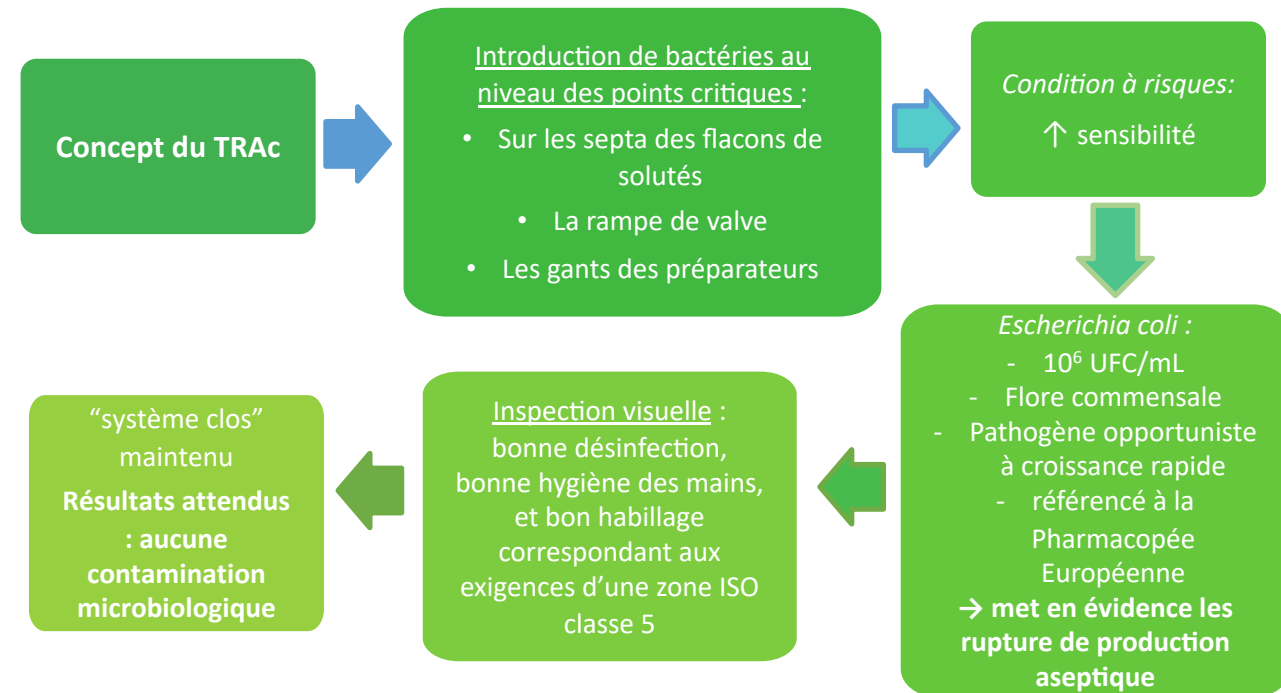 Concept du TRAc
Introduction de bactéries au
niveau des points critiques :
• Sur les septa des flacons de
solutés
• La rampe de valve
• Les gants des préparateurs
Condition à risques:
↑ sensibilité
Escherichia coli :
- 10⁶ UFC/mL
- Flore commensale
- Pathogène opportuniste
à croissance rapide
- référencé à la
Pharmacopée
Européenne
→ met en évidence les
rupture de production
aseptique
Inspection visuelle :
bonne désinfection,
bonne hygiène des mains,
et bon habillage
correspondant aux
exigences d’une zone ISO
classe 5
“système clos”
maintenu
Résultats attendus
: aucune
contamination
microbiologique